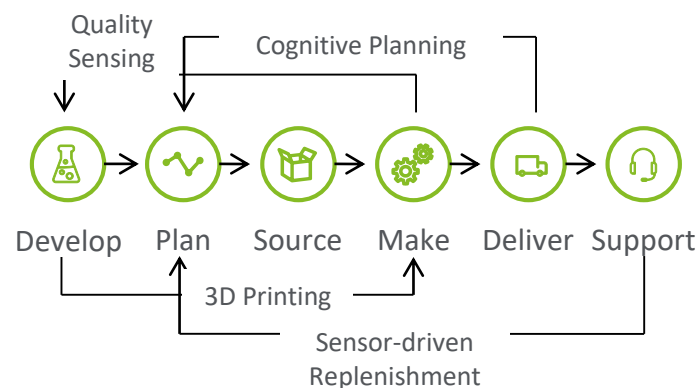 Quality
Sensing
Cognitive Planning
Develop
Plan
Source
Make
Deliver
Support
3D Printing
Sensor-driven
Replenishment